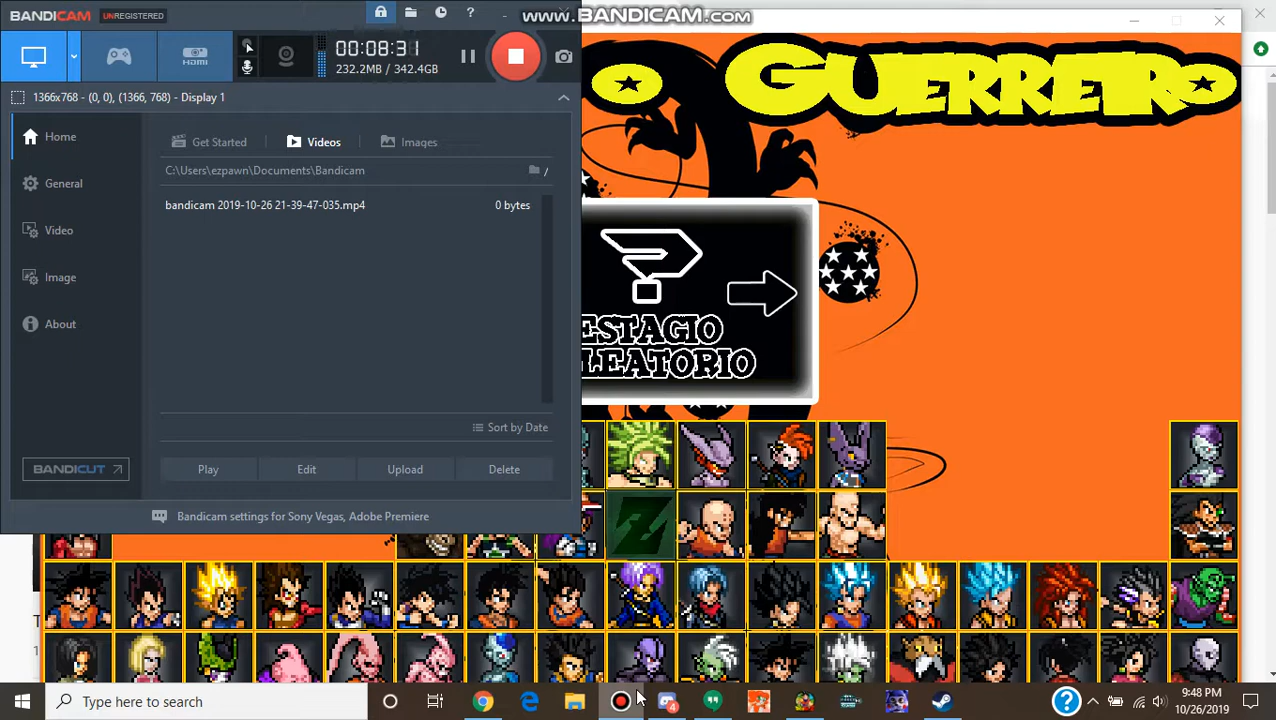 BANDICAM UNREGISTERED
www.BANDICAM.com
00:08:31
232.2MB / 342.4GB
GUERREIRO
1366x768 - (0, 0), (1366, 768) - Display 1
Home
Get Started
Videos
Images
C:\Users\ezpawn\Documents\Bandicam
/
General
bandicam 2019-10-26 21-39-47-035.mp4
0 bytes
Video
Image
About
?
ESTAGIO
LEATORIO
Sort by Date
BANDICUT
Play
Edit
Upload
Delete
Bandicam settings for Sony Vegas, Adobe Premiere
Type here to search
4
9:48 PM
10/26/2019